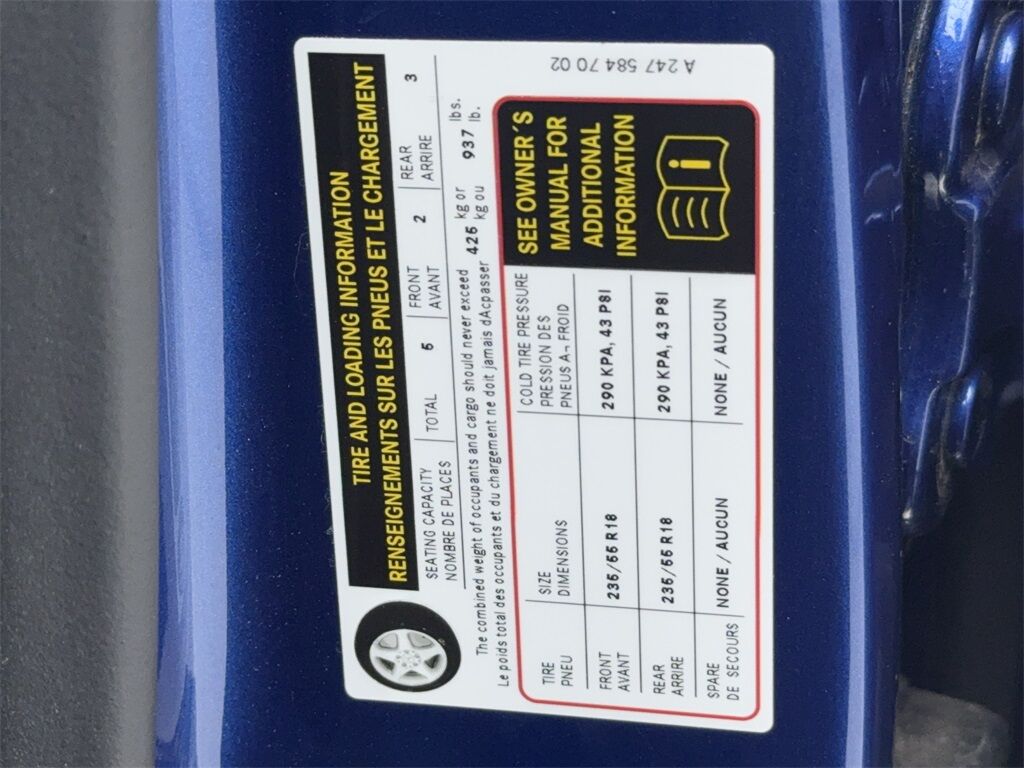 TIRE AND LOADING INFORMATION
RENSEIGNEMENTS SUR LES PNEUS ET LE CHARGEMENT
SEATING CAPACITY
NOMBRE DE PLACES
TOTAL 5
FRONT
AVANT
2
REAR
ARRIRE
3
The combined weight of occupants and cargo should never exceed 425 kg or 937 lbs.
Le poids total des occupants et du chargement ne doit jamais dAcpasser kg ou lb.
TIRE
PNEU
SIZE
DIMENSIONS
COLD TIRE PRESSURE
PRESSION DES
PNEUS A¬ FROID
FRONT
AVANT
235/55 R18
290 KPA, 43 PSI
REAR
ARRIRE
235/55 R18
290 KPA, 43 PSI
SPARE
DE SECOURS
NONE / AUCUN
NONE / AUCUN
SEE OWNER´S
MANUAL FOR
ADDITIONAL
INFORMATION
A 247 584 70 02